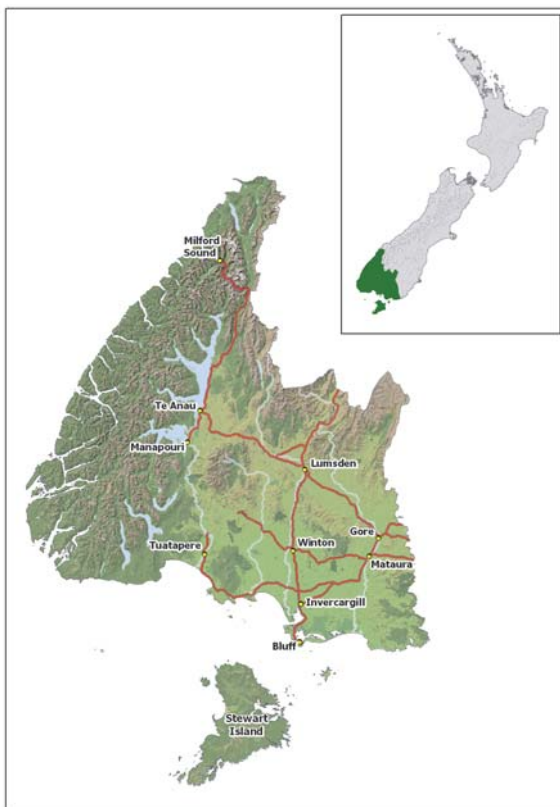 Milford
Sound
Te Anau
Manapouri
Lumsden
Gore
Tuatapere
Winton
Mataura
Invercargill
Bluff
Stewart
Island